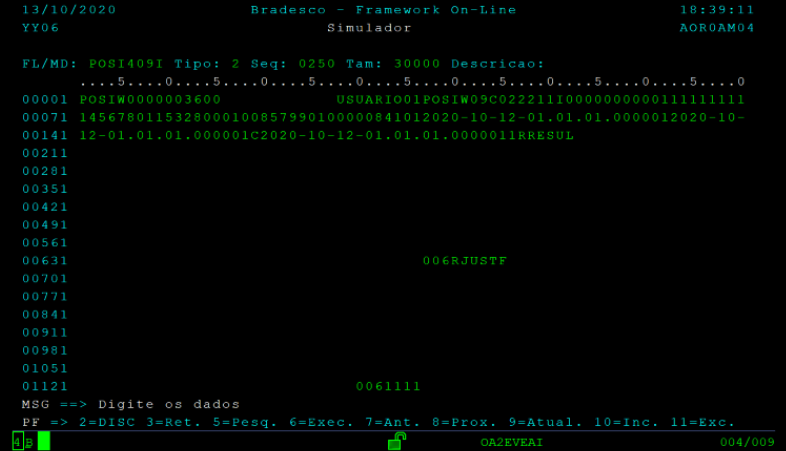 13/10/2020 Bradesco - Framework On-Line 18:39:11
YY06 Simulador AOR0AM04
FL/MD: POSI409I Tipo: 2 Seq: 0250 Tam: 30000 Descricao:
....5....0....5....0....5....0....5....0....5....0....5....0....5....0
00001 POSIW0000003600 USUARIO01POSIW09C022211I0000000000111111111
00071 14567801153280001008579901000008410120 20-10-12-01.01.01.0000012020-10-
00141 12-01.01.01.000001C2020-10-12-01.01.01.0000011RRESUL
00211
00281
00351
00421
00491
00561
00631 006RJUSTF
00701
00771
00841
00911
00981
01051
01121 0061111
MSG ==> Digite os dados
PF => 2=DISC 3=Ret. 5=Pesq. 6=Exec. 7=Ant. 8=Prox. 9=Atual. 10=Inc. 11=Exc.
4 B OA2EVEAI 004/009